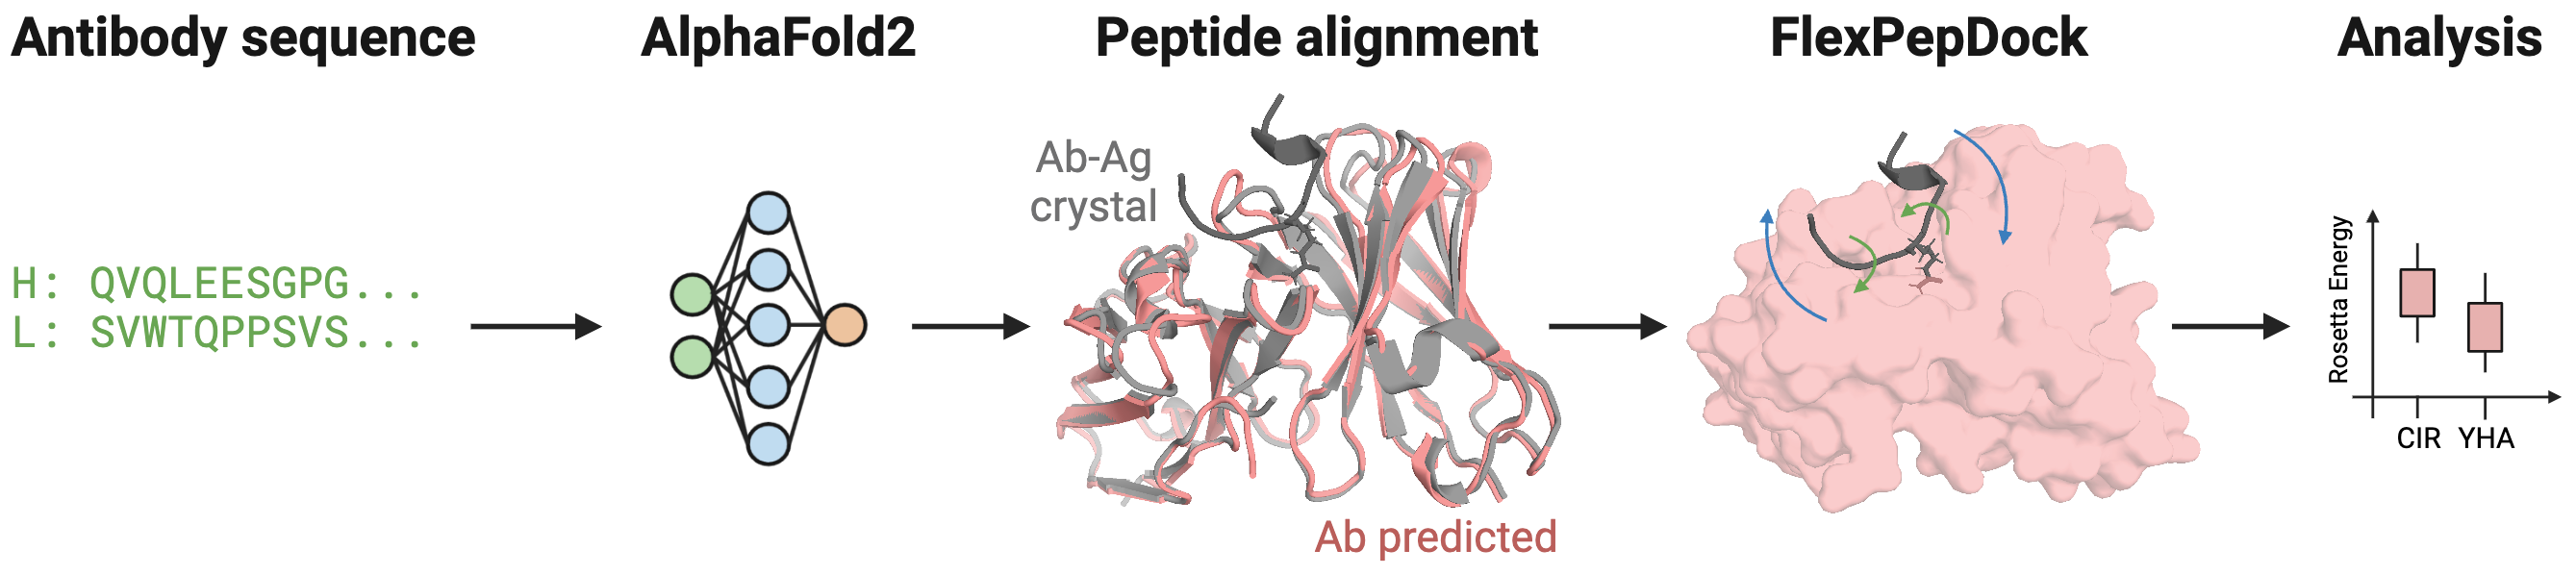 Antibody sequence
AlphaFold2
Peptide alignment
FlexPepDock
Analysis
H: QVQLEESGPG...
L: SVWTQPPSVS...
Ab-Ag
crystal
Ab predicted
Rosetta Energy
CIR YHA